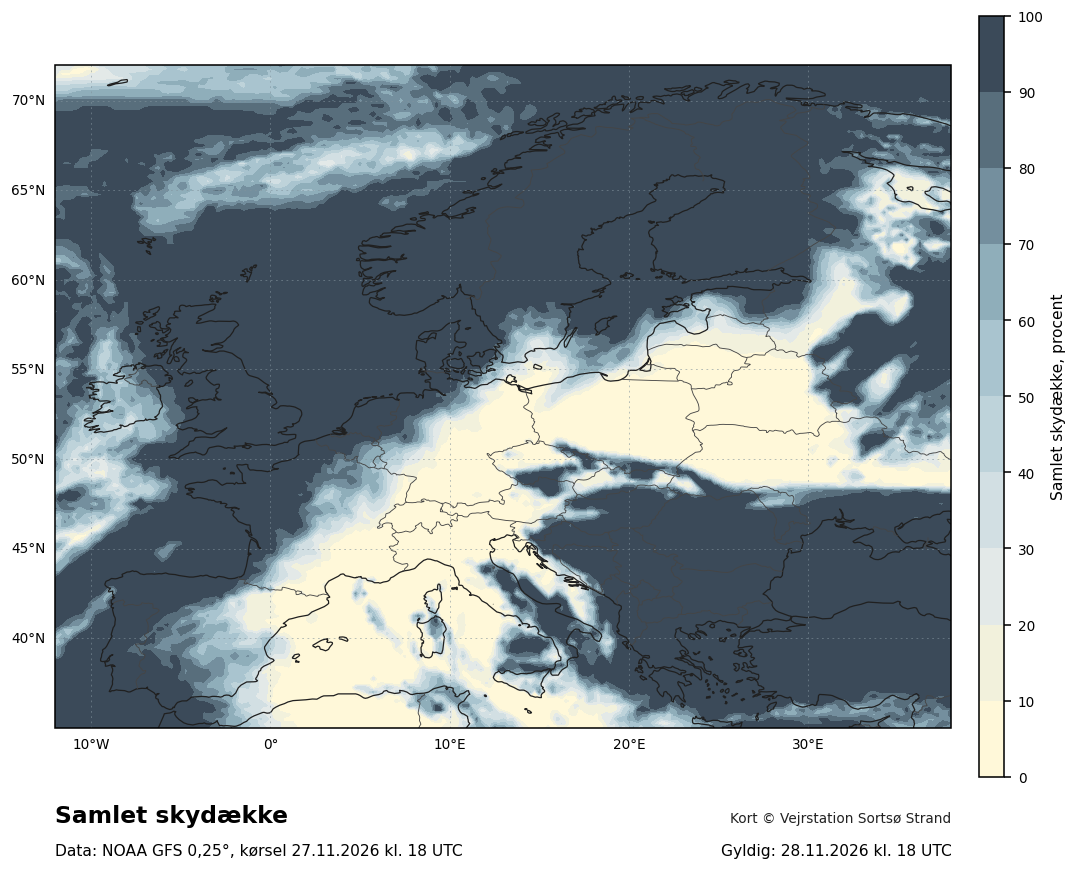 100
90
80
70
60
50
40
30
20
10
0
Samlet skydække, procent
70°N
65°N
60°N
55°N
50°N
45°N
40°N
10°W
0°
10°E
20°E
30°E
Samlet skydække
Kort © Vejrstation Sortsø Strand
Data: NOAA GFS 0,25°, kørsel 27.11.2026 kl. 18 UTC
Gyldig: 28.11.2026 kl. 18 UTC